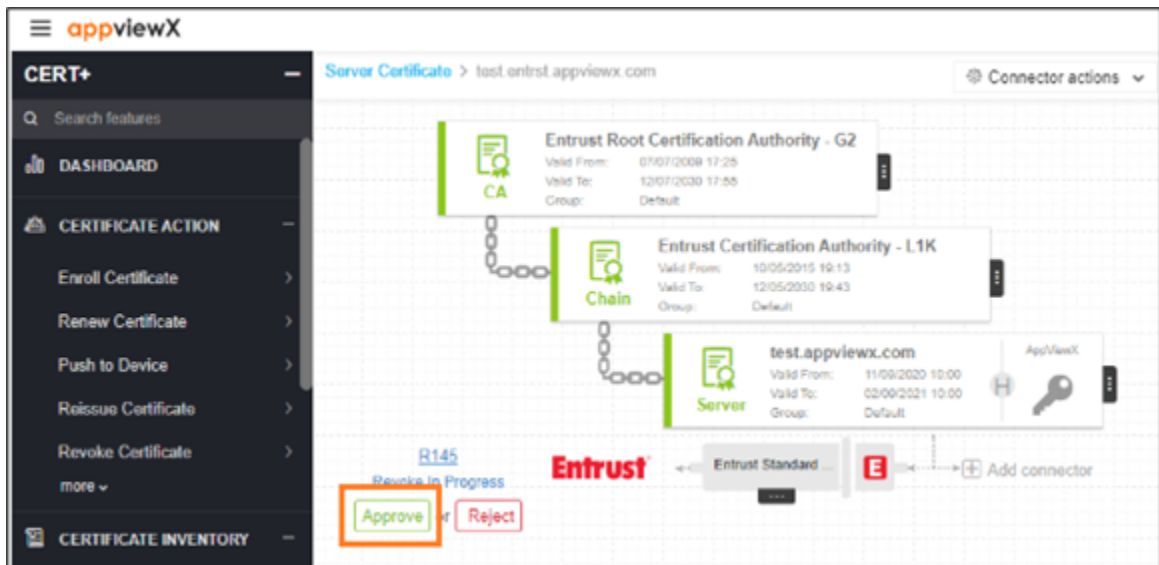 appviewX
CERT+
Search features
DASHBOARD
CERTIFICATE ACTION
Enroll Certificate
Renew Certificate
Push to Device
Reissue Certificate
Revoke Certificate
more
CERTIFICATE INVENTORY
Server Certificate > test.entrst.appviewx.com
Connector actions
CA
Entrust Root Certification Authority - G2
Valid From: 07/07/2009 17:25
Valid To: 12/07/2030 17:55
Group: Default
Chain
Entrust Certification Authority - L1K
Valid From: 10/05/2015 19:13
Valid To: 12/05/2030 19:43
Group: Default
Server
test.appviewx.com
Valid From: 11/09/2020 10:00
Valid To: 02/09/2021 10:00
Group: Default
H
AppViewX
R145
Revoke In Progress
Approve or Reject
Entrust
Entrust Standard ...
E
Add connector